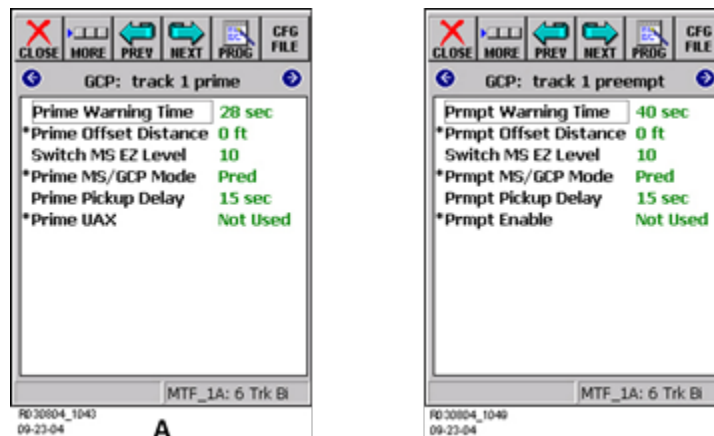 CLOSE MORE PREV NEXT PROG CFG FILE
GCP: track 1 prime
Prime Warning Time 28 sec
*Prime Offset Distance 0 ft
Switch MS EZ Level 10
*Prime MS/GCP Mode Pred
Prime Pickup Delay 15 sec
*Prime UAX Not Used
MTF_1A: 6 Trk Bi
RD30804_1043
09-23-04
A
CLOSE MORE PREV NEXT PROG CFG FILE
GCP: track 1 preempt
Prmpt Warning Time 40 sec
*Prmpt Offset Distance 0 ft
Switch MS EZ Level 10
*Prmpt MS/GCP Mode Pred
Prmpt Pickup Delay 15 sec
*Prmpt Enable Not Used
MTF_1A: 6 Trk Bi
RD30804_1049
09-23-04